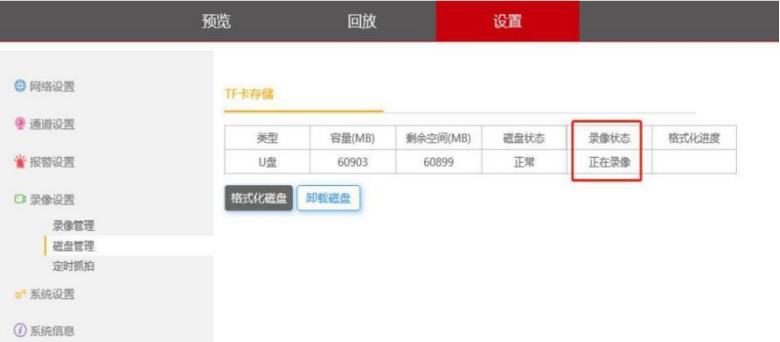 预览 回放 设置
网络设置
通道设置
报警设置
录像设置
录像管理
磁盘管理
定时抓拍
系统设置
系统信息
TF卡存储
类型 容量(MB) 剩余空间(MB) 磁盘状态 录像状态 格式化进度
U盘 60903 60899 正常 正在录像
格式化磁盘 卸载磁盘